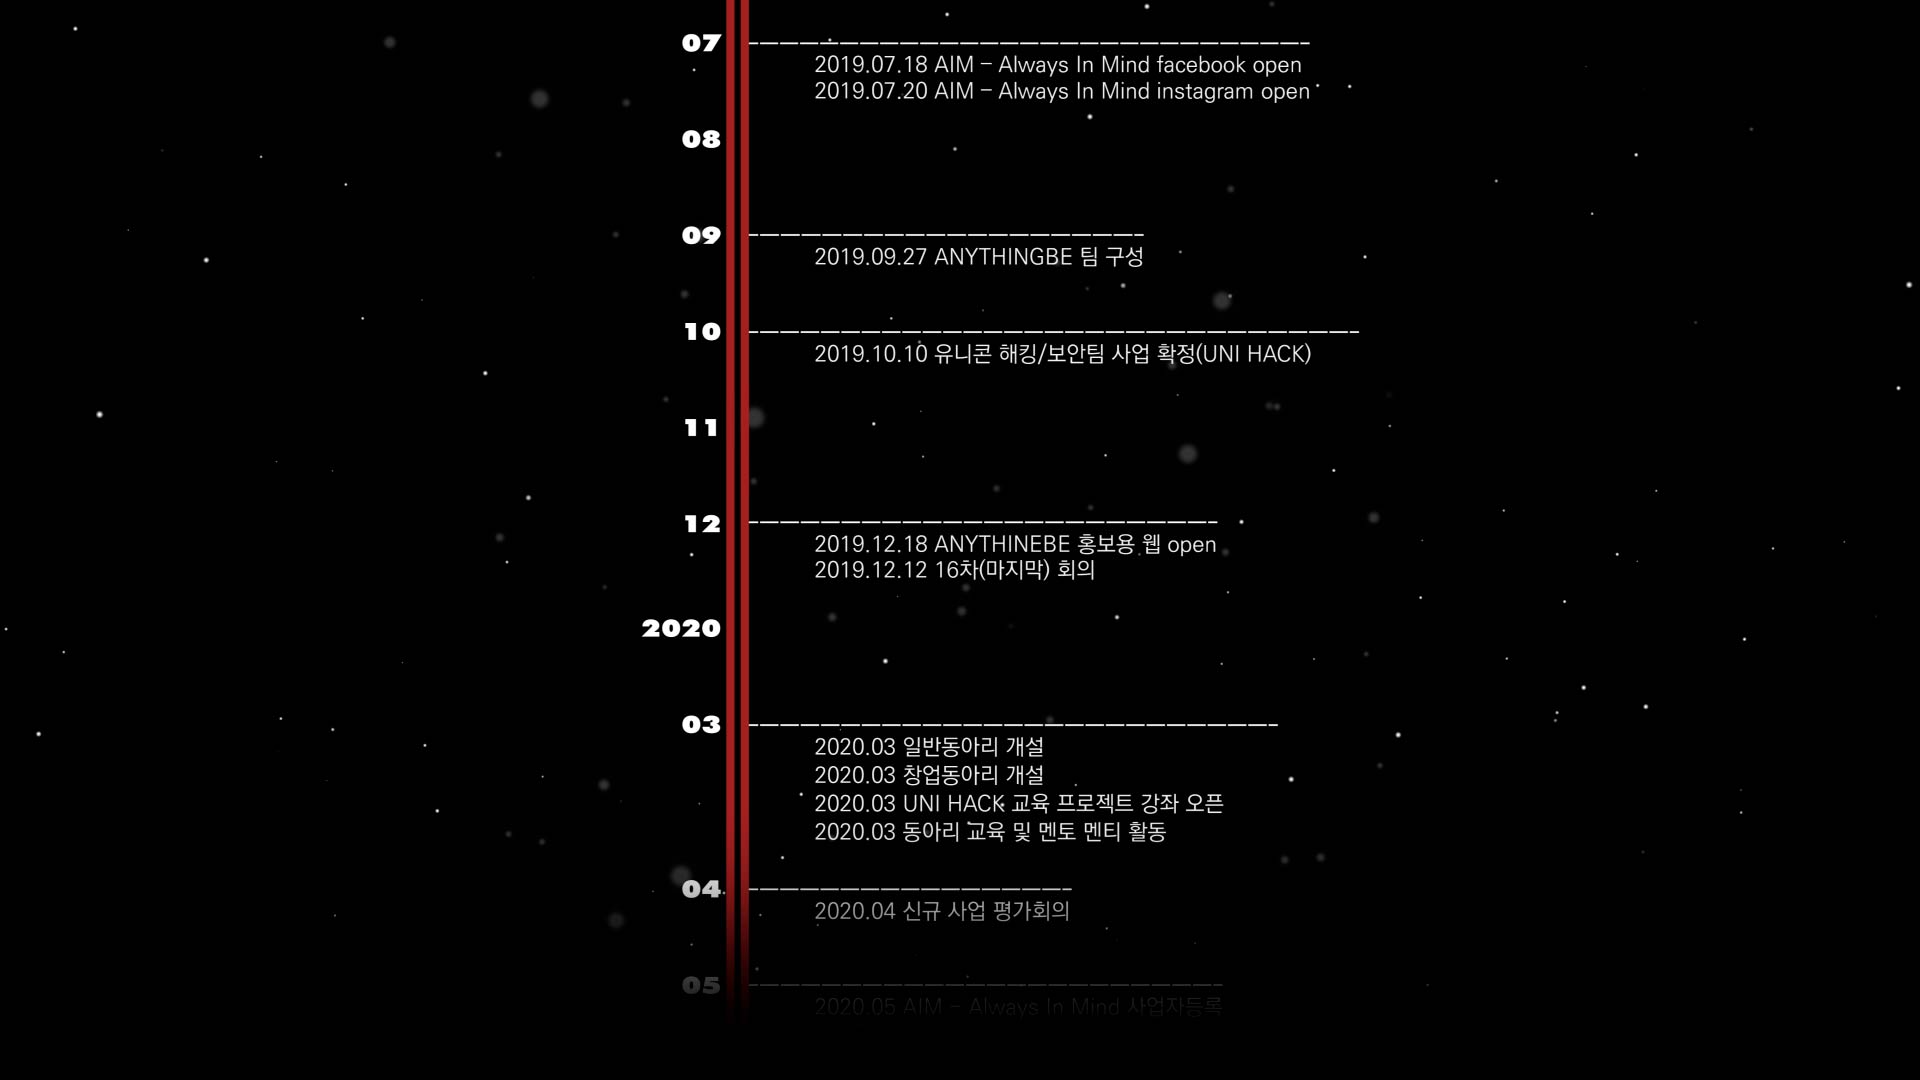 07
2019.07.18 AIM – Always In Mind facebook open
2019.07.20 AIM – Always In Mind instagram open
08
09
2019.09.27 ANYTHINGBE 팀 구성
10
2019.10.10 유니콘 해킹/보안팀 사업 확정(UNI HACK)
11
12
2019.12.18 ANYTHINEBE 홍보용 웹 open
2019.12.12 16차(마지막) 회의
2020
03
2020.03 일반동아리 개설
2020.03 창업동아리 개설
2020.03 UNI HACK 교육 프로젝트 강좌 오픈
2020.03 동아리 교육 및 멘토 멘티 활동
04
2020.04 신규 사업 평가회의
05
2020.05 AIM – Always In Mind 사업자등록